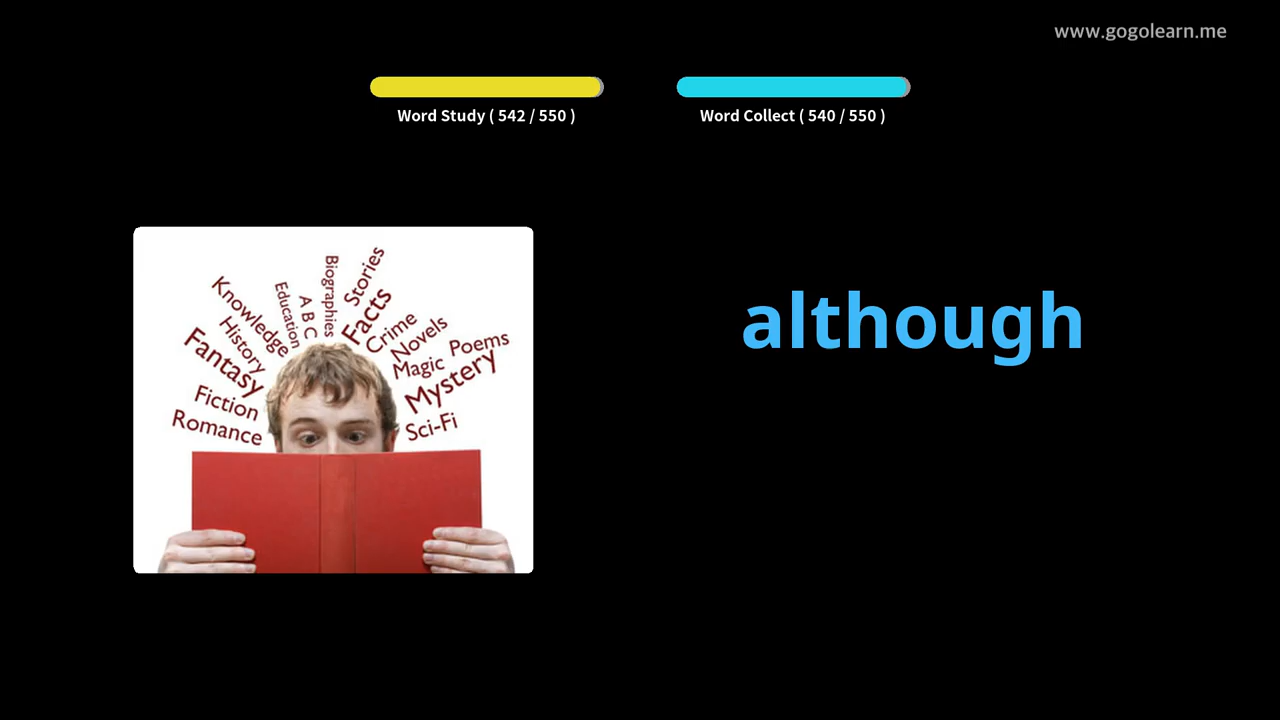 www.gogolearn.me
Word Study ( 542 / 550 )
Word Collect ( 540 / 550 )
although
Romance
Fiction
Fantasy
History
Knowledge
Education
A B C
Biographies
Stories
Facts
Crime
Novels
Magic
Poems
Mystery
Sci-Fi